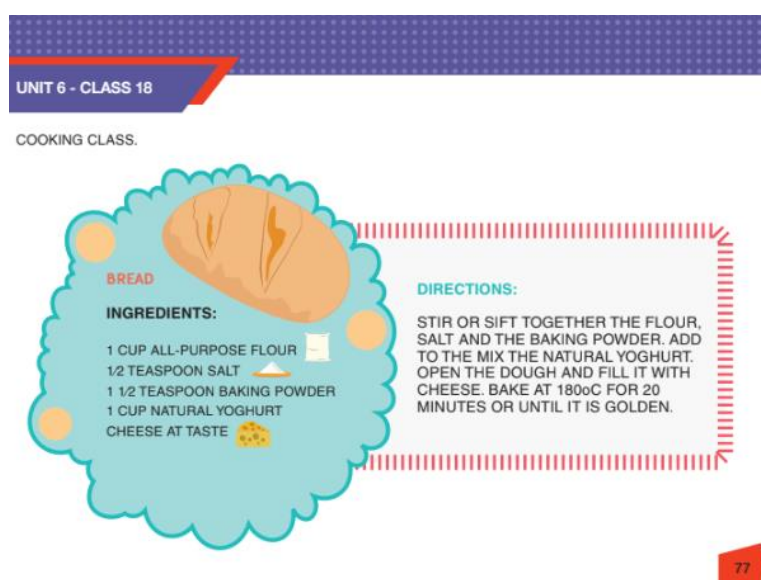 UNIT 6 - CLASS 18
COOKING CLASS.
BREAD
INGREDIENTS:
1 CUP ALL-PURPOSE FLOUR
1/2 TEASPOON SALT
1 1/2 TEASPOON BAKING POWDER
1 CUP NATURAL YOGHURT
CHEESE AT TASTE
DIRECTIONS:
STIR OR SIFT TOGETHER THE FLOUR,
SALT AND THE BAKING POWDER. ADD
TO THE MIX THE NATURAL YOGHURT.
OPEN THE DOUGH AND FILL IT WITH
CHEESE. BAKE AT 180oC FOR 20
MINUTES OR UNTIL IT IS GOLDEN.
77